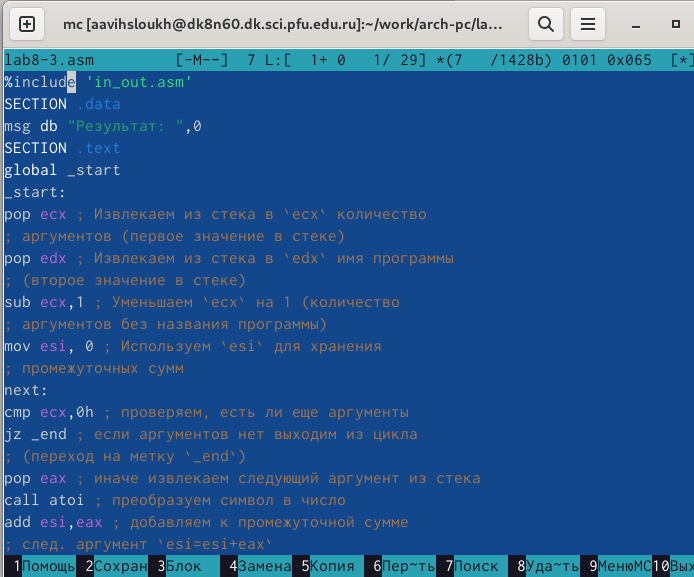 mc [aavihsloukh@dk8n60.dk.sci.pfu.edu.ru]:~/work/arch-pc/la...
lab8-3.asm [-M--] 7 L:[ 1+ 0 1/ 29] *(7 /1428b) 0101 0x065 [*]
%include 'in_out.asm'
SECTION .data
msg db "Результат: ",0
SECTION .text
global _start
_start:
pop ecx ; Извлекаем из стека в `ecx` количество
; аргументов (первое значение в стеке)
pop edx ; Извлекаем из стека в `edx` имя программы
; (второе значение в стеке)
sub ecx,1 ; Уменьшаем `ecx` на 1 (количество
; аргументов без названия программы)
mov esi, 0 ; Используем `esi` для хранения
; промежуточных сумм
next:
cmp ecx,0h ; проверяем, есть ли еще аргументы
jz _end ; если аргументов нет выходим из цикла
; (переход на метку `_end`)
pop eax ; иначе извлекаем следующий аргумент из стека
call atoi ; преобразуем символ в число
add esi,eax ; добавляем к промежуточной сумме
; след. аргумент `esi=esi+eax`
1Помощь 2Сохран 3Блок 4Замена 5Копия 6Пер~ть 7Поиск 8Уда~ть 9МенюМС 10Вых